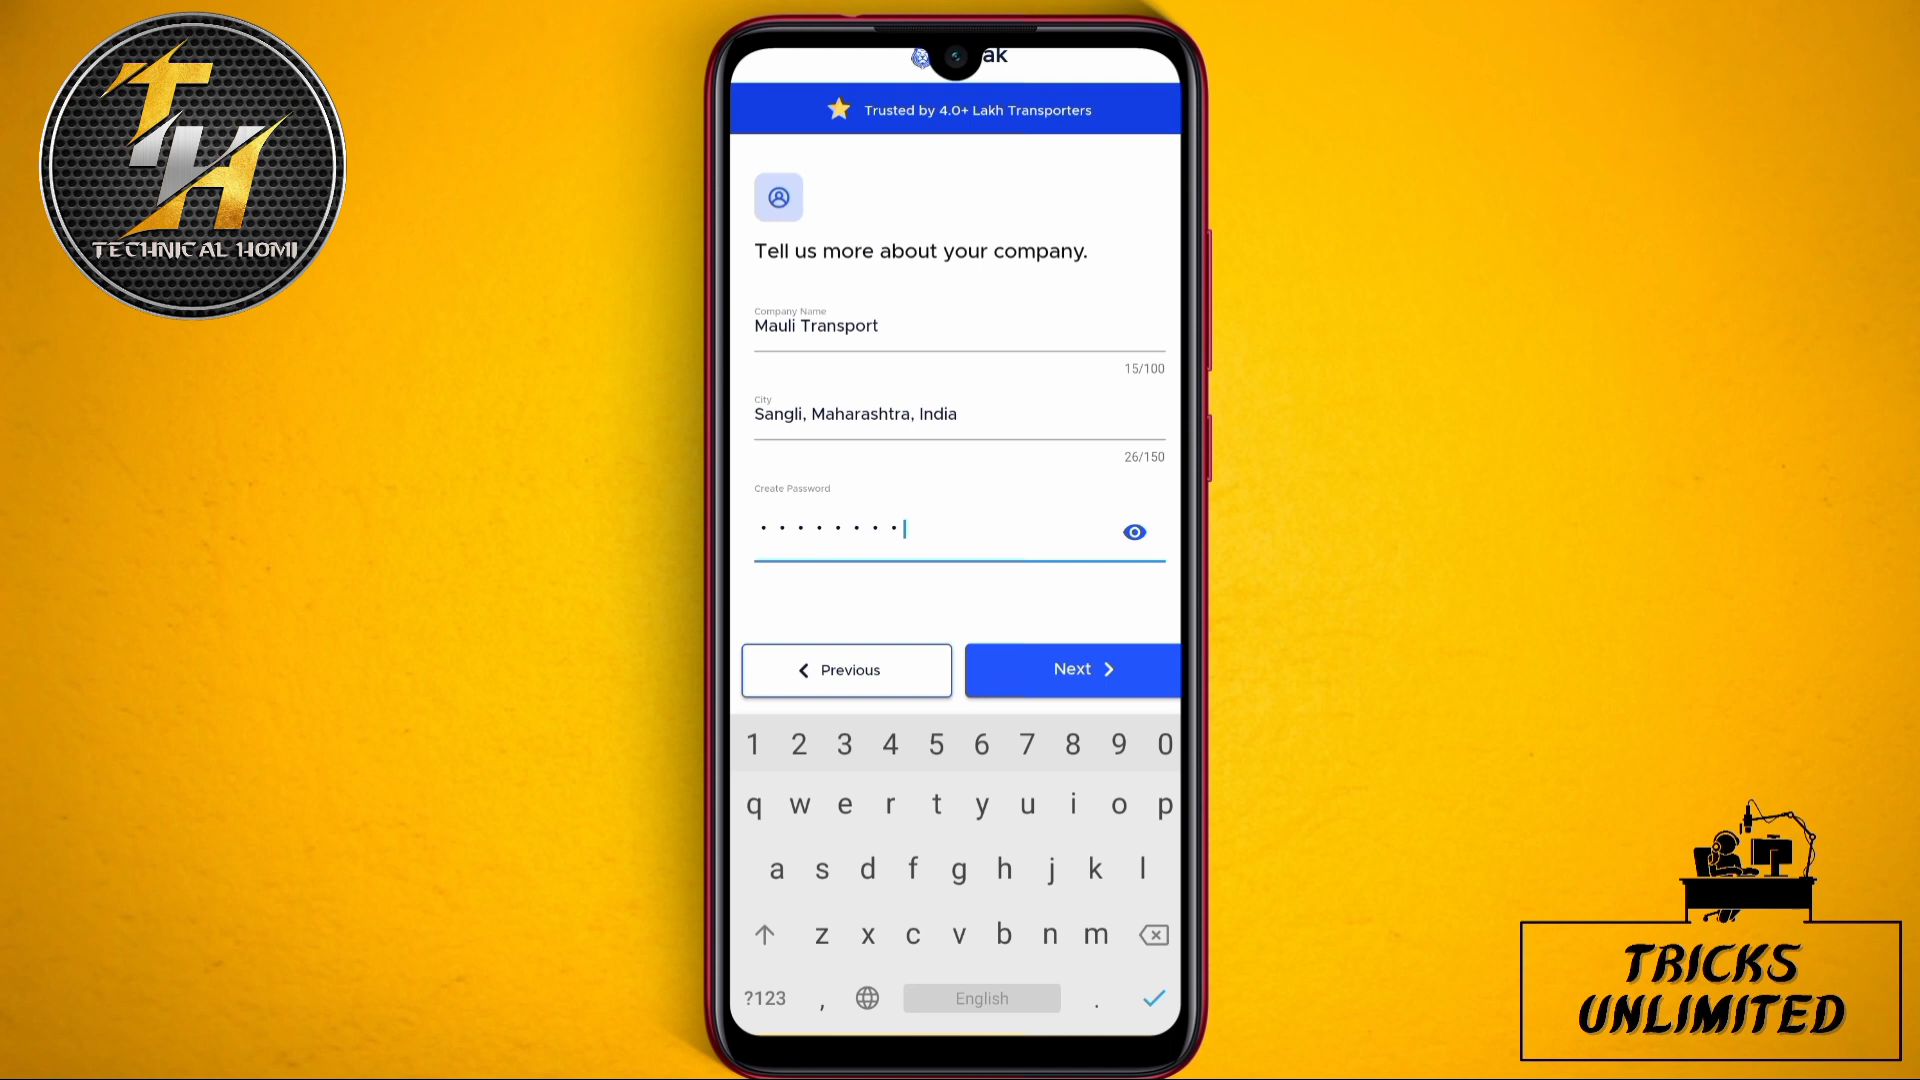 TH
TECHNICAL HOMI
ak
Trusted by 4.0+ Lakh Transporters
Tell us more about your company.
Company Name
Mauli Transport
15/100
City
Sangli, Maharashtra, India
26/150
Create Password
Previous
Next
1 2 3 4 5 6 7 8 9 0
q w e r t y u i o p
a s d f g h j k l
z x c v b n m
?123 , English .
TRICKS
UNLIMITED